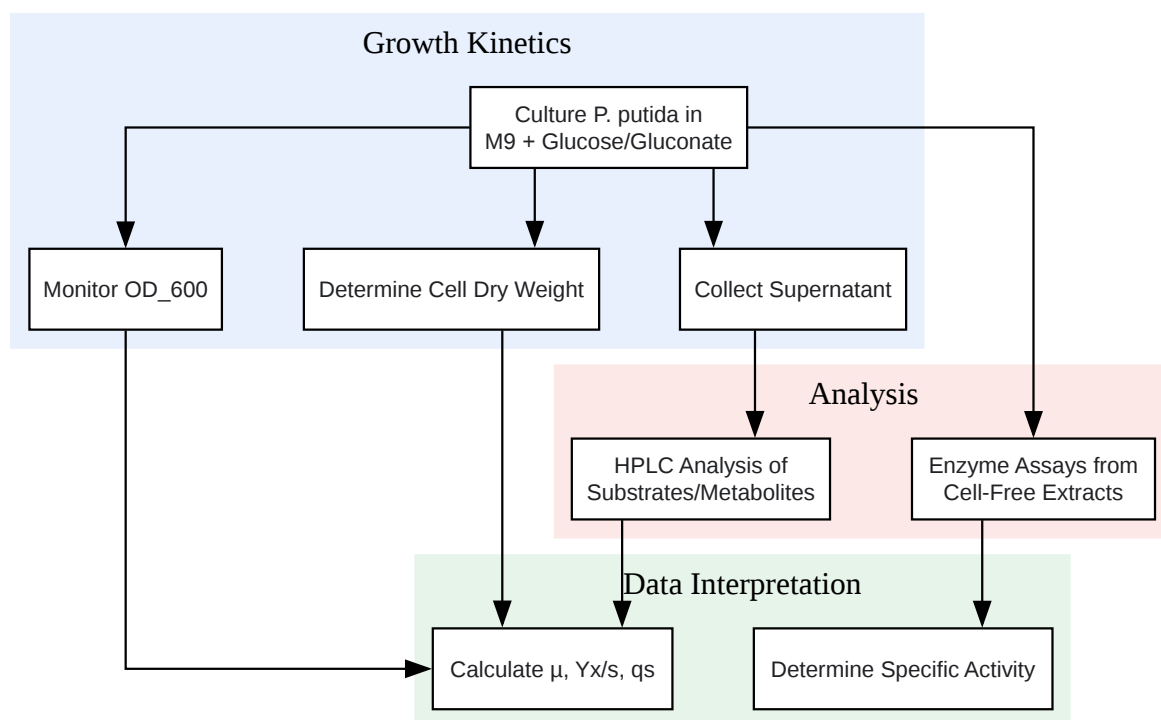 Growth Kinetics
Culture P. putida in
M9 + Glucose/Gluconate
Monitor OD_600
Determine Cell Dry Weight
Collect Supernatant
Analysis
HPLC Analysis of
Substrates/Metabolites
Enzyme Assays from
Cell-Free Extracts
Data Interpretation
Calculate µ, Yx/s, qs
Determine Specific Activity